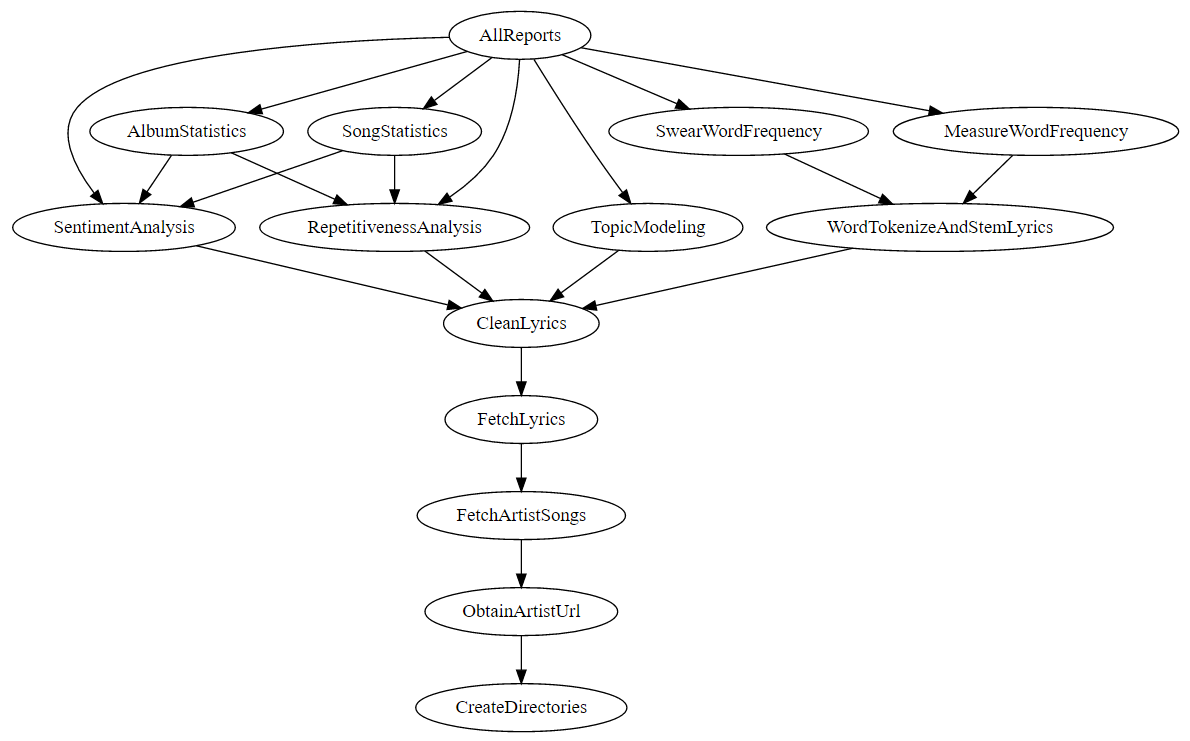 AllReports
AlbumStatistics
SongStatistics
SwearWordFrequency
MeasureWordFrequency
SentimentAnalysis
RepetitivenessAnalysis
TopicModeling
WordTokenizeAndStemLyrics
CleanLyrics
FetchLyrics
FetchArtistSongs
ObtainArtistUrl
CreateDirectories